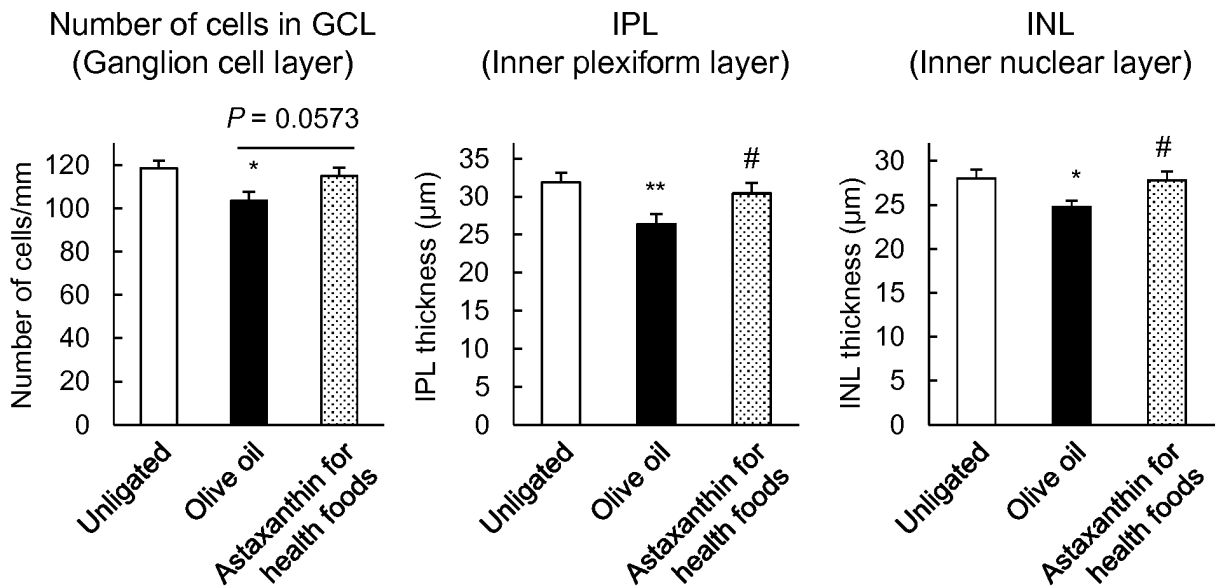 Number of cells in GCL
(Ganglion cell layer)
P = 0.0573
*
Number of cells/mm
120
100
80
60
40
20
0
Unligated
Olive oil
Astaxanthin for
health foods
IPL
(Inner plexiform layer)
**
#
IPL thickness (µm)
35
30
25
20
15
10
5
0
Unligated
Olive oil
Astaxanthin for
health foods
INL
(Inner nuclear layer)
*
#
INL thickness (µm)
30
25
20
15
10
5
0
Unligated
Olive oil
Astaxanthin for
health foods